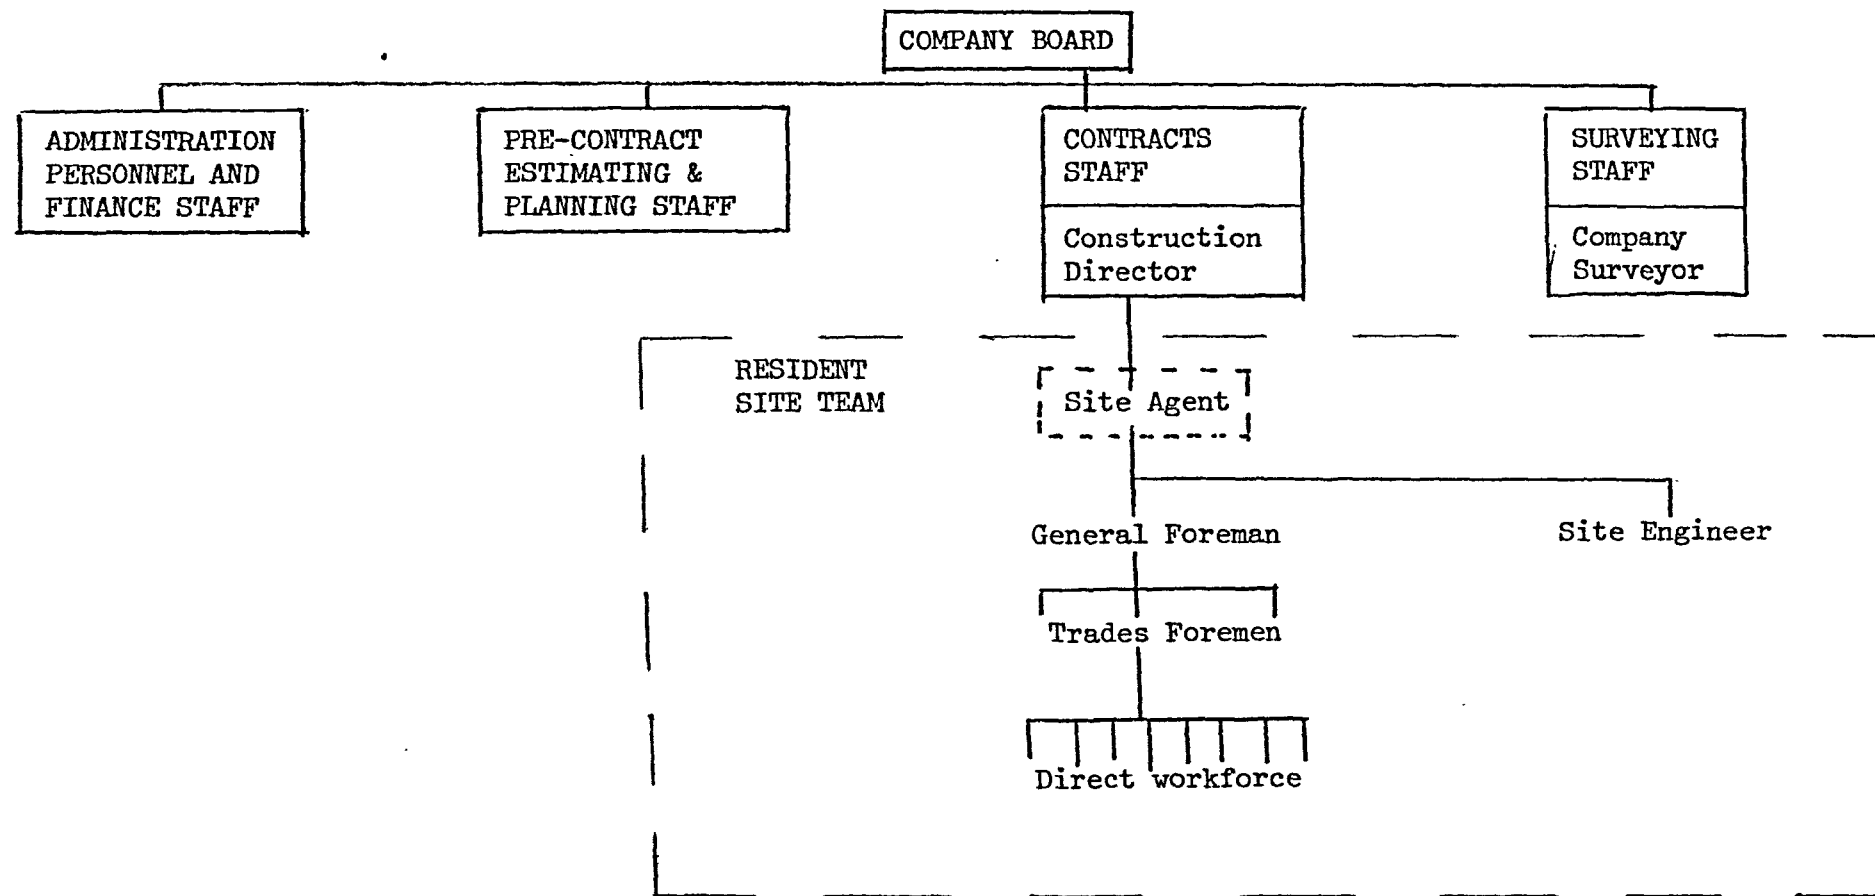 COMPANY BOARD
ADMINISTRATION
PERSONNEL AND
FINANCE STAFF
PRE-CONTRACT
ESTIMATING &
PLANNING STAFF
CONTRACTS
STAFF
Construction
Director
SURVEYING
STAFF
Company
Surveyor
RESIDENT
SITE TEAM
Site Agent
General Foreman
Site Engineer
Trades Foremen
Direct workforce